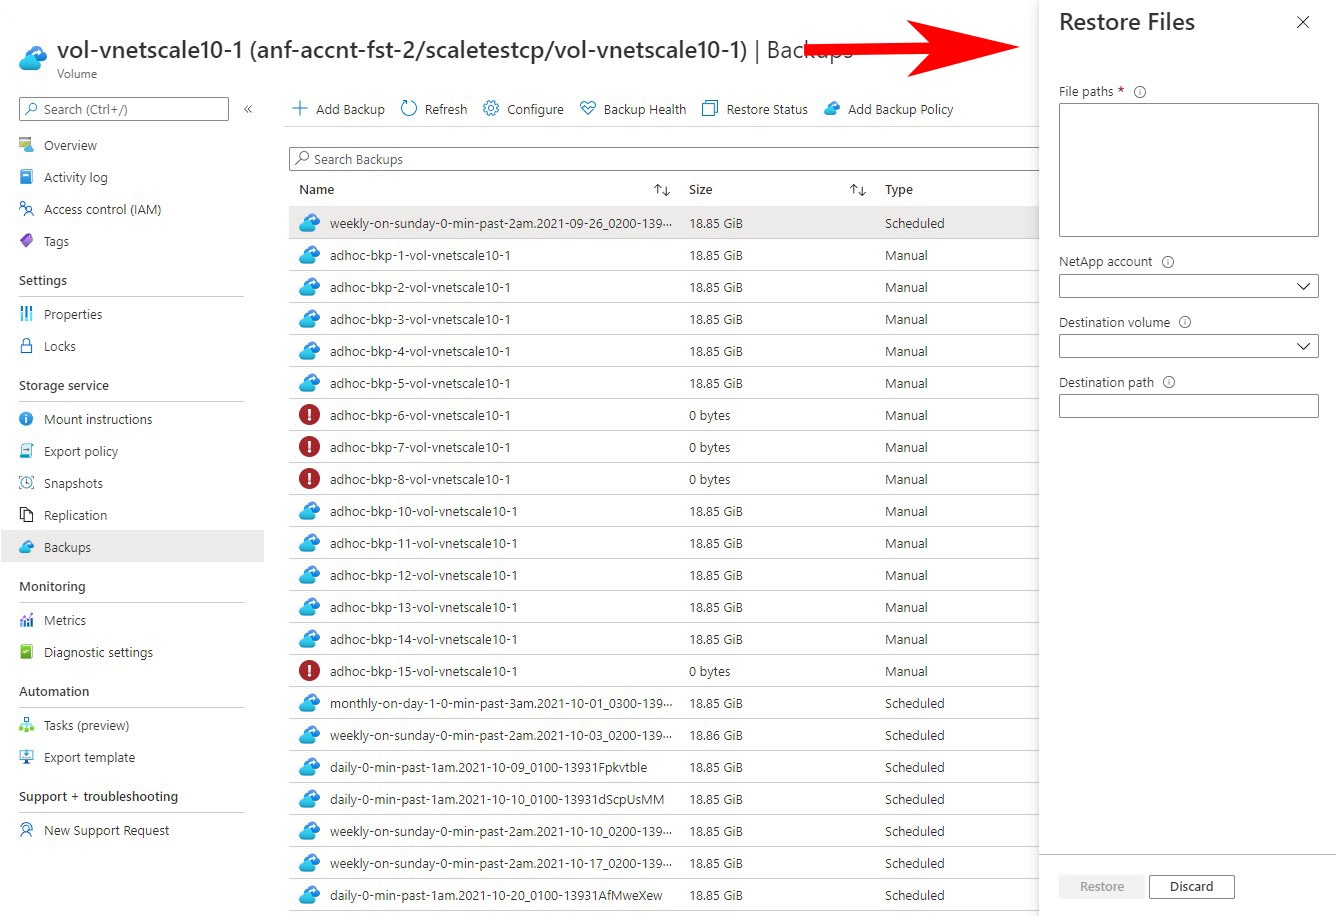 vol-vnetscale10-1 (anf-accnt-fst-2/scaletestcp/vol-vnetscale10-1) | Backups
Volume
Search (Ctrl+/)
«
Overview
Activity log
Access control (IAM)
Tags
Settings
Properties
Locks
Storage service
Mount instructions
Export policy
Snapshots
Replication
Backups
Monitoring
Metrics
Diagnostic settings
Automation
Tasks (preview)
Export template
Support + troubleshooting
New Support Request
Add Backup Refresh Configure Backup Health Restore Status Add Backup Policy
Search Backups
Name Size Type
weekly-on-sunday-0-min-past-2am.2021-09-26_0200-139··· 18.85 GiB Scheduled
adhoc-bkp-1-vol-vnetscale10-1 18.85 GiB Manual
adhoc-bkp-2-vol-vnetscale10-1 18.85 GiB Manual
adhoc-bkp-3-vol-vnetscale10-1 18.85 GiB Manual
adhoc-bkp-4-vol-vnetscale10-1 18.85 GiB Manual
adhoc-bkp-5-vol-vnetscale10-1 18.85 GiB Manual
adhoc-bkp-6-vol-vnetscale10-1 0 bytes Manual
adhoc-bkp-7-vol-vnetscale10-1 0 bytes Manual
adhoc-bkp-8-vol-vnetscale10-1 0 bytes Manual
adhoc-bkp-10-vol-vnetscale10-1 18.85 GiB Manual
adhoc-bkp-11-vol-vnetscale10-1 18.85 GiB Manual
adhoc-bkp-12-vol-vnetscale10-1 18.85 GiB Manual
adhoc-bkp-13-vol-vnetscale10-1 18.85 GiB Manual
adhoc-bkp-14-vol-vnetscale10-1 18.85 GiB Manual
adhoc-bkp-15-vol-vnetscale10-1 0 bytes Manual
monthly-on-day-1-0-min-past-3am.2021-10-01_0300-139··· 18.85 GiB Scheduled
weekly-on-sunday-0-min-past-2am.2021-10-03_0200-139··· 18.86 GiB Scheduled
daily-0-min-past-1am.2021-10-09_0100-13931Fpkvtble 18.85 GiB Scheduled
daily-0-min-past-1am.2021-10-10_0100-13931dScpUsMM 18.85 GiB Scheduled
weekly-on-sunday-0-min-past-2am.2021-10-10_0200-139··· 18.85 GiB Scheduled
weekly-on-sunday-0-min-past-2am.2021-10-17_0200-139··· 18.85 GiB Scheduled
daily-0-min-past-1am.2021-10-20_0100-13931AfMweXew 18.85 GiB Scheduled
Restore Files
File paths *
NetApp account
Destination volume
Destination path
Restore Discard